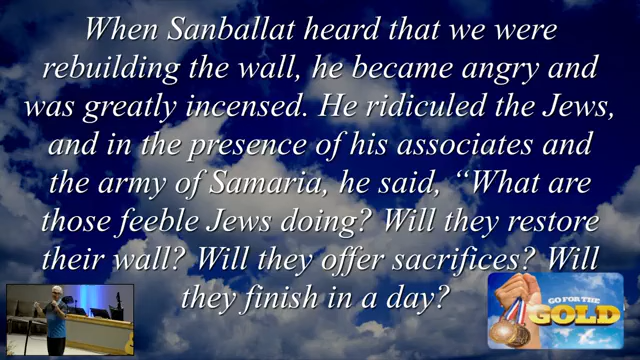 When Sanballat heard that we were
rebuilding the wall, he became angry and
was greatly incensed. He ridiculed the Jews,
and in the presence of his associates and
the army of Samaria, he said, “What are
those feeble Jews doing? Will they restore
their wall? Will they offer sacrifices? Will
they finish in a day?
GO FOR THE
GOLD